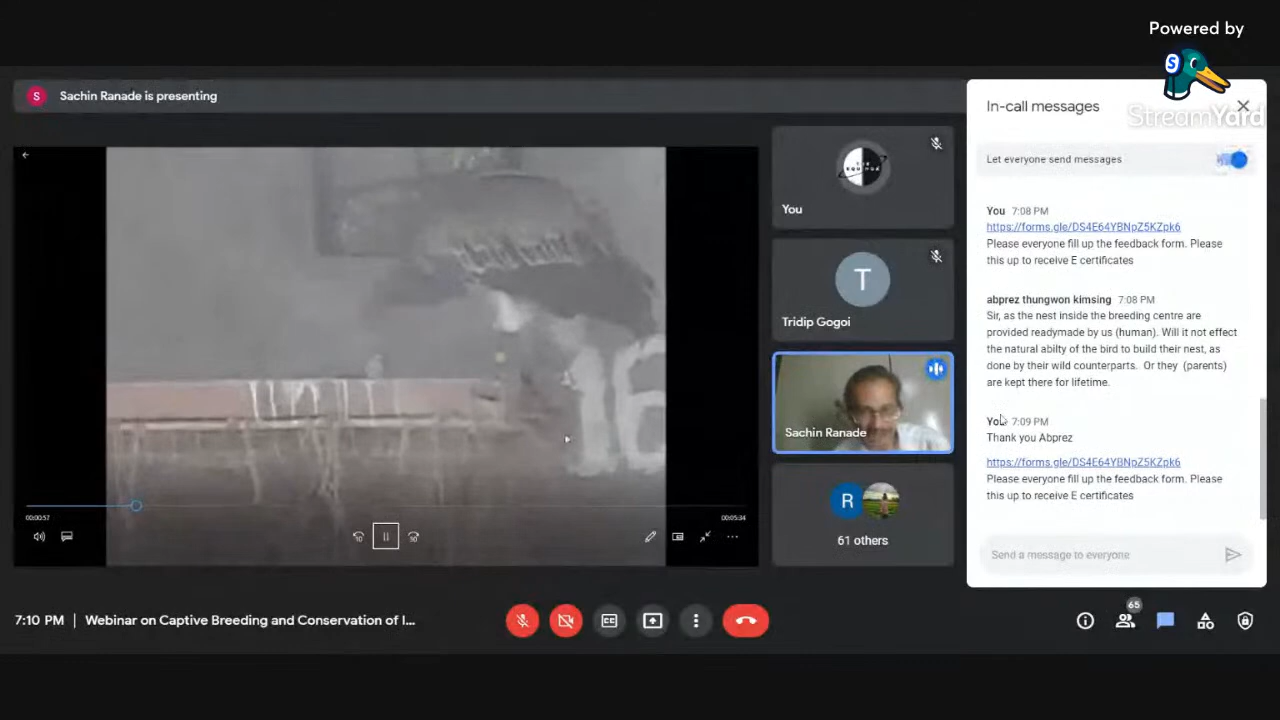 Powered by
S
StreamYard
S Sachin Ranade is presenting
You
T
Tridip Gogoi
Sachin Ranade
R
61 others
In-call messages
Let everyone send messages
You 7:08 PM
https://forms.gle/DS4E64YBNpZ5KZpk6
Please everyone fill up the feedback form. Please
this up to receive E certificates
abprez thungwon kimsing 7:08 PM
Sir, as the nest inside the breeding centre are
provided readymade by us (human). Will it not effect
the natural abilty of the bird to build their nest, as
done by their wild counterparts. Or they (parents)
are kept there for lifetime.
You 7:09 PM
Thank you Abprez
https://forms.gle/DS4E64YBNpZ5KZpk6
Please everyone fill up the feedback form. Please
this up to receive E certificates
Send a message to everyone
00:00:57
00:05:34
10
10
7:10 PM | Webinar on Captive Breeding and Conservation of I...
65